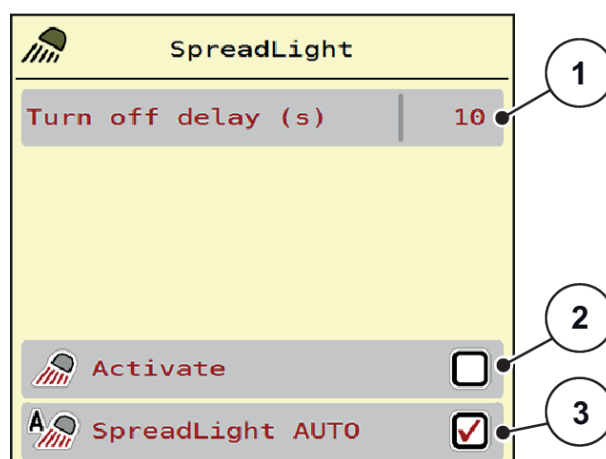 SpreadLight
1
Turn off delay (s) 10
2
Activate
3
A SpreadLight AUTO